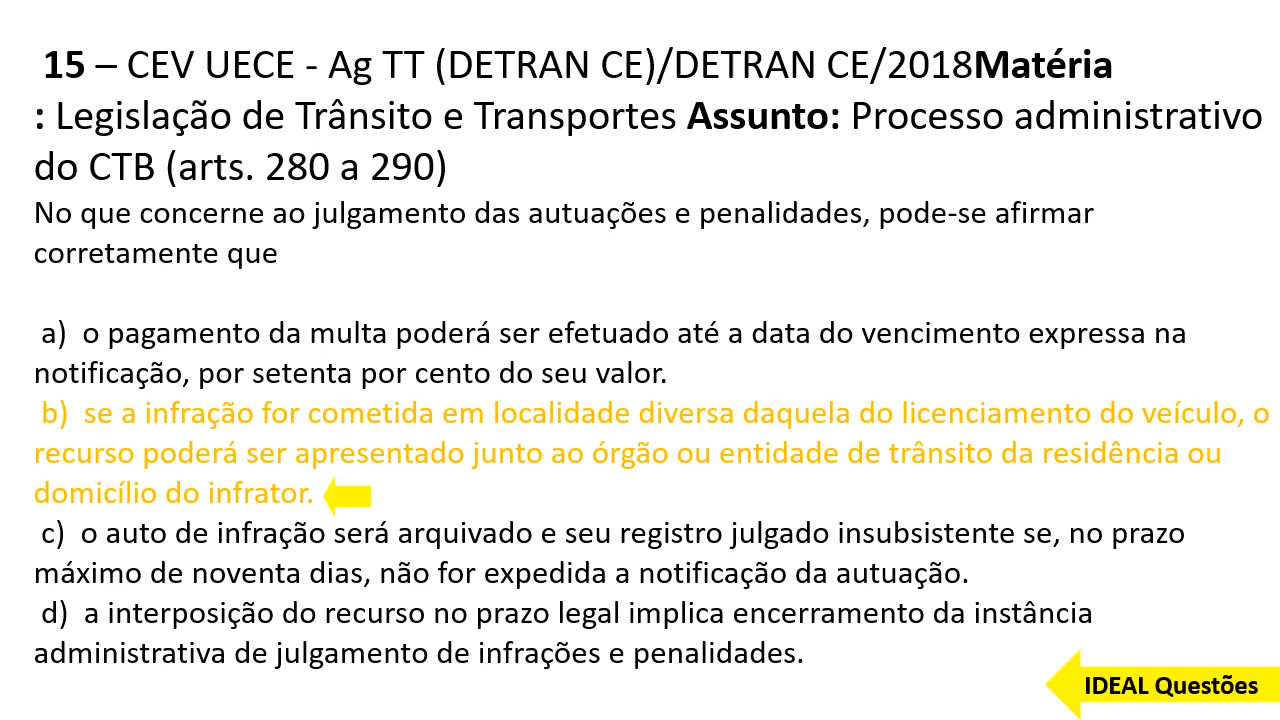 15 – CEV UECE - Ag TT (DETRAN CE)/DETRAN CE/2018Matéria
: Legislação de Trânsito e Transportes Assunto: Processo administrativo
do CTB (arts. 280 a 290)
No que concerne ao julgamento das autuações e penalidades, pode-se afirmar
corretamente que
a) o pagamento da multa poderá ser efetuado até a data do vencimento expressa na
notificação, por setenta por cento do seu valor.
b) se a infração for cometida em localidade diversa daquela do licenciamento do veículo, o
recurso poderá ser apresentado junto ao órgão ou entidade de trânsito da residência ou
domicílio do infrator.
c) o auto de infração será arquivado e seu registro julgado insubsistente se, no prazo
máximo de noventa dias, não for expedida a notificação da autuação.
d) a interposição do recurso no prazo legal implica encerramento da instância
administrativa de julgamento de infrações e penalidades.
IDEAL Questões